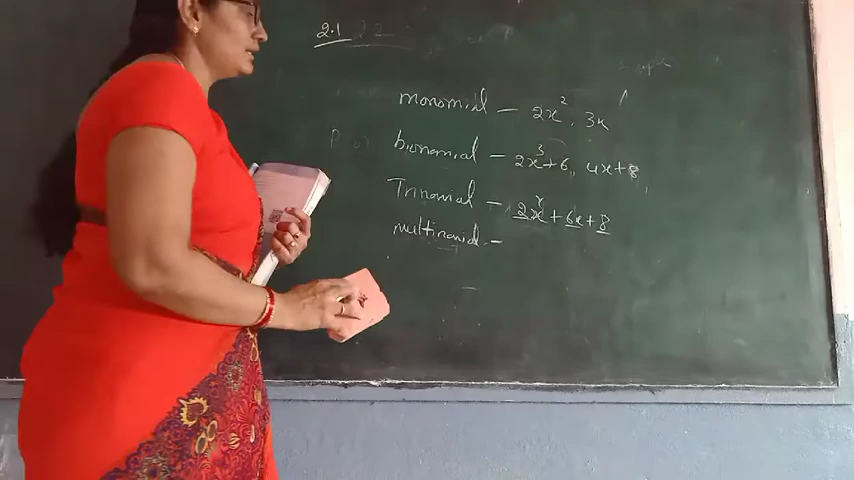 2.1
monomial – 2x², 3x
binomial – 2x³+6, 4x+8
Trinomial – 2x²+6x+8
multinomial –